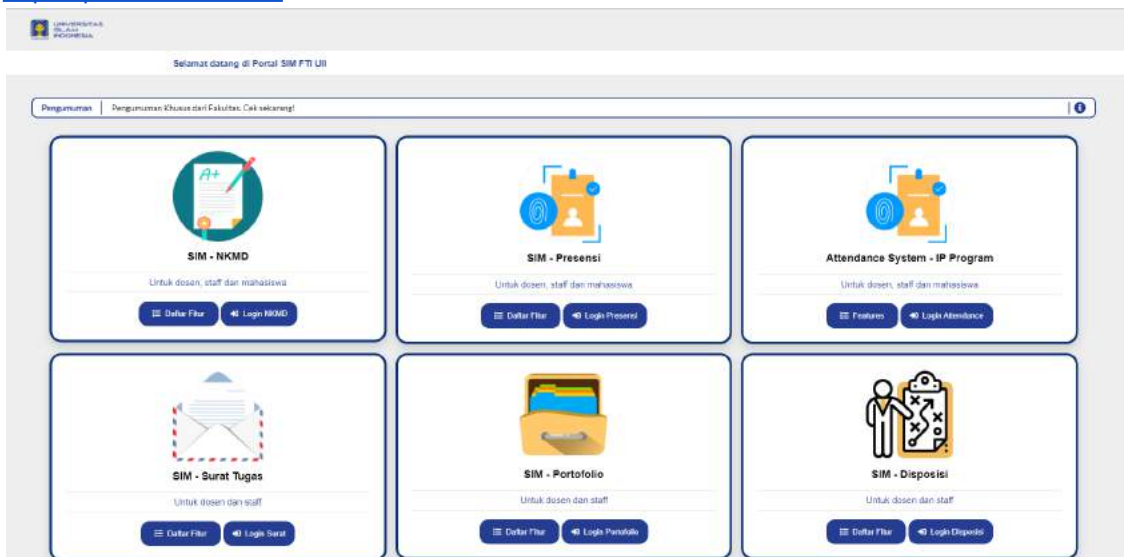 UNIVERSITAS
ISLAM
INDONESIA
Selamat datang di Portal SIM FTI UII
Pengumuman
Pengumuman Khusus dari Fakultas. Cek sekarang!
A+
SIM - NKMD
Untuk dosen, staff dan mahasiswa
Daftar Fitur
Login NKMD
SIM - Presensi
Untuk dosen, staff dan mahasiswa
Daftar Fitur
Login Presensi
Attendance System - IP Program
Untuk dosen, staff dan mahasiswa
Features
Login Attendance
SIM - Surat Tugas
Untuk dosen dan staff
Daftar Fitur
Login Surat
SIM - Portofolio
Untuk dosen dan staff
Daftar Fitur
Login Portofolio
SIM - Disposisi
Untuk dosen dan staff
Daftar Fitur
Login Disposisi